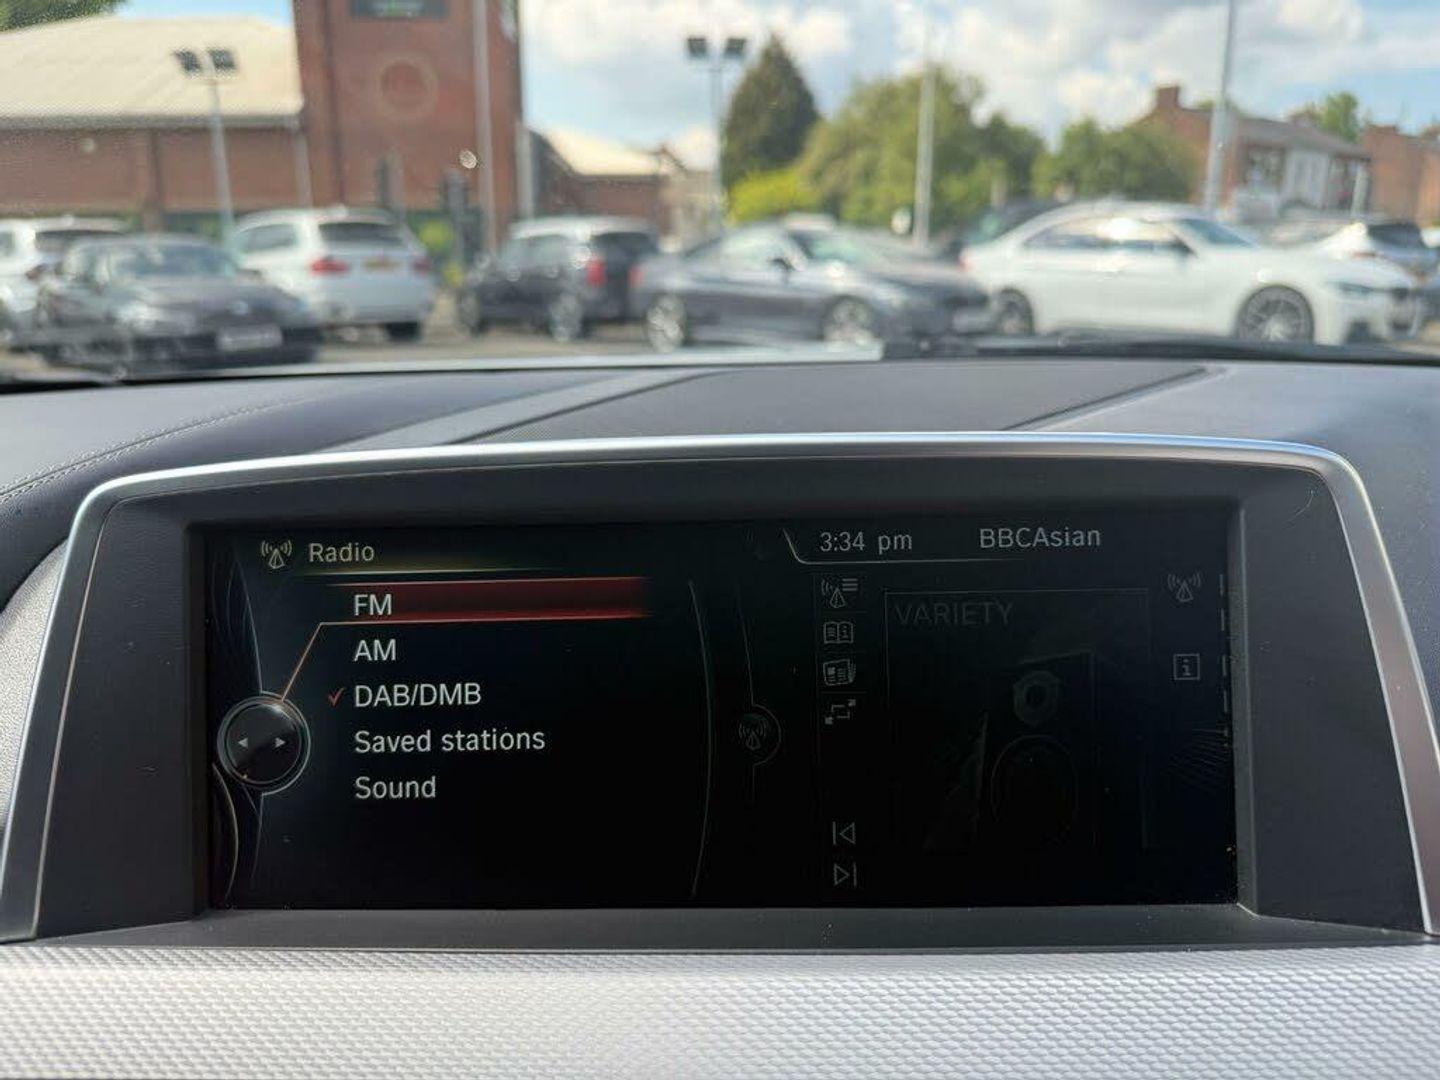 Radio
FM
AM
DAB/DMB
Saved stations
Sound
3:34 pm
BBCAsian
VARIETY